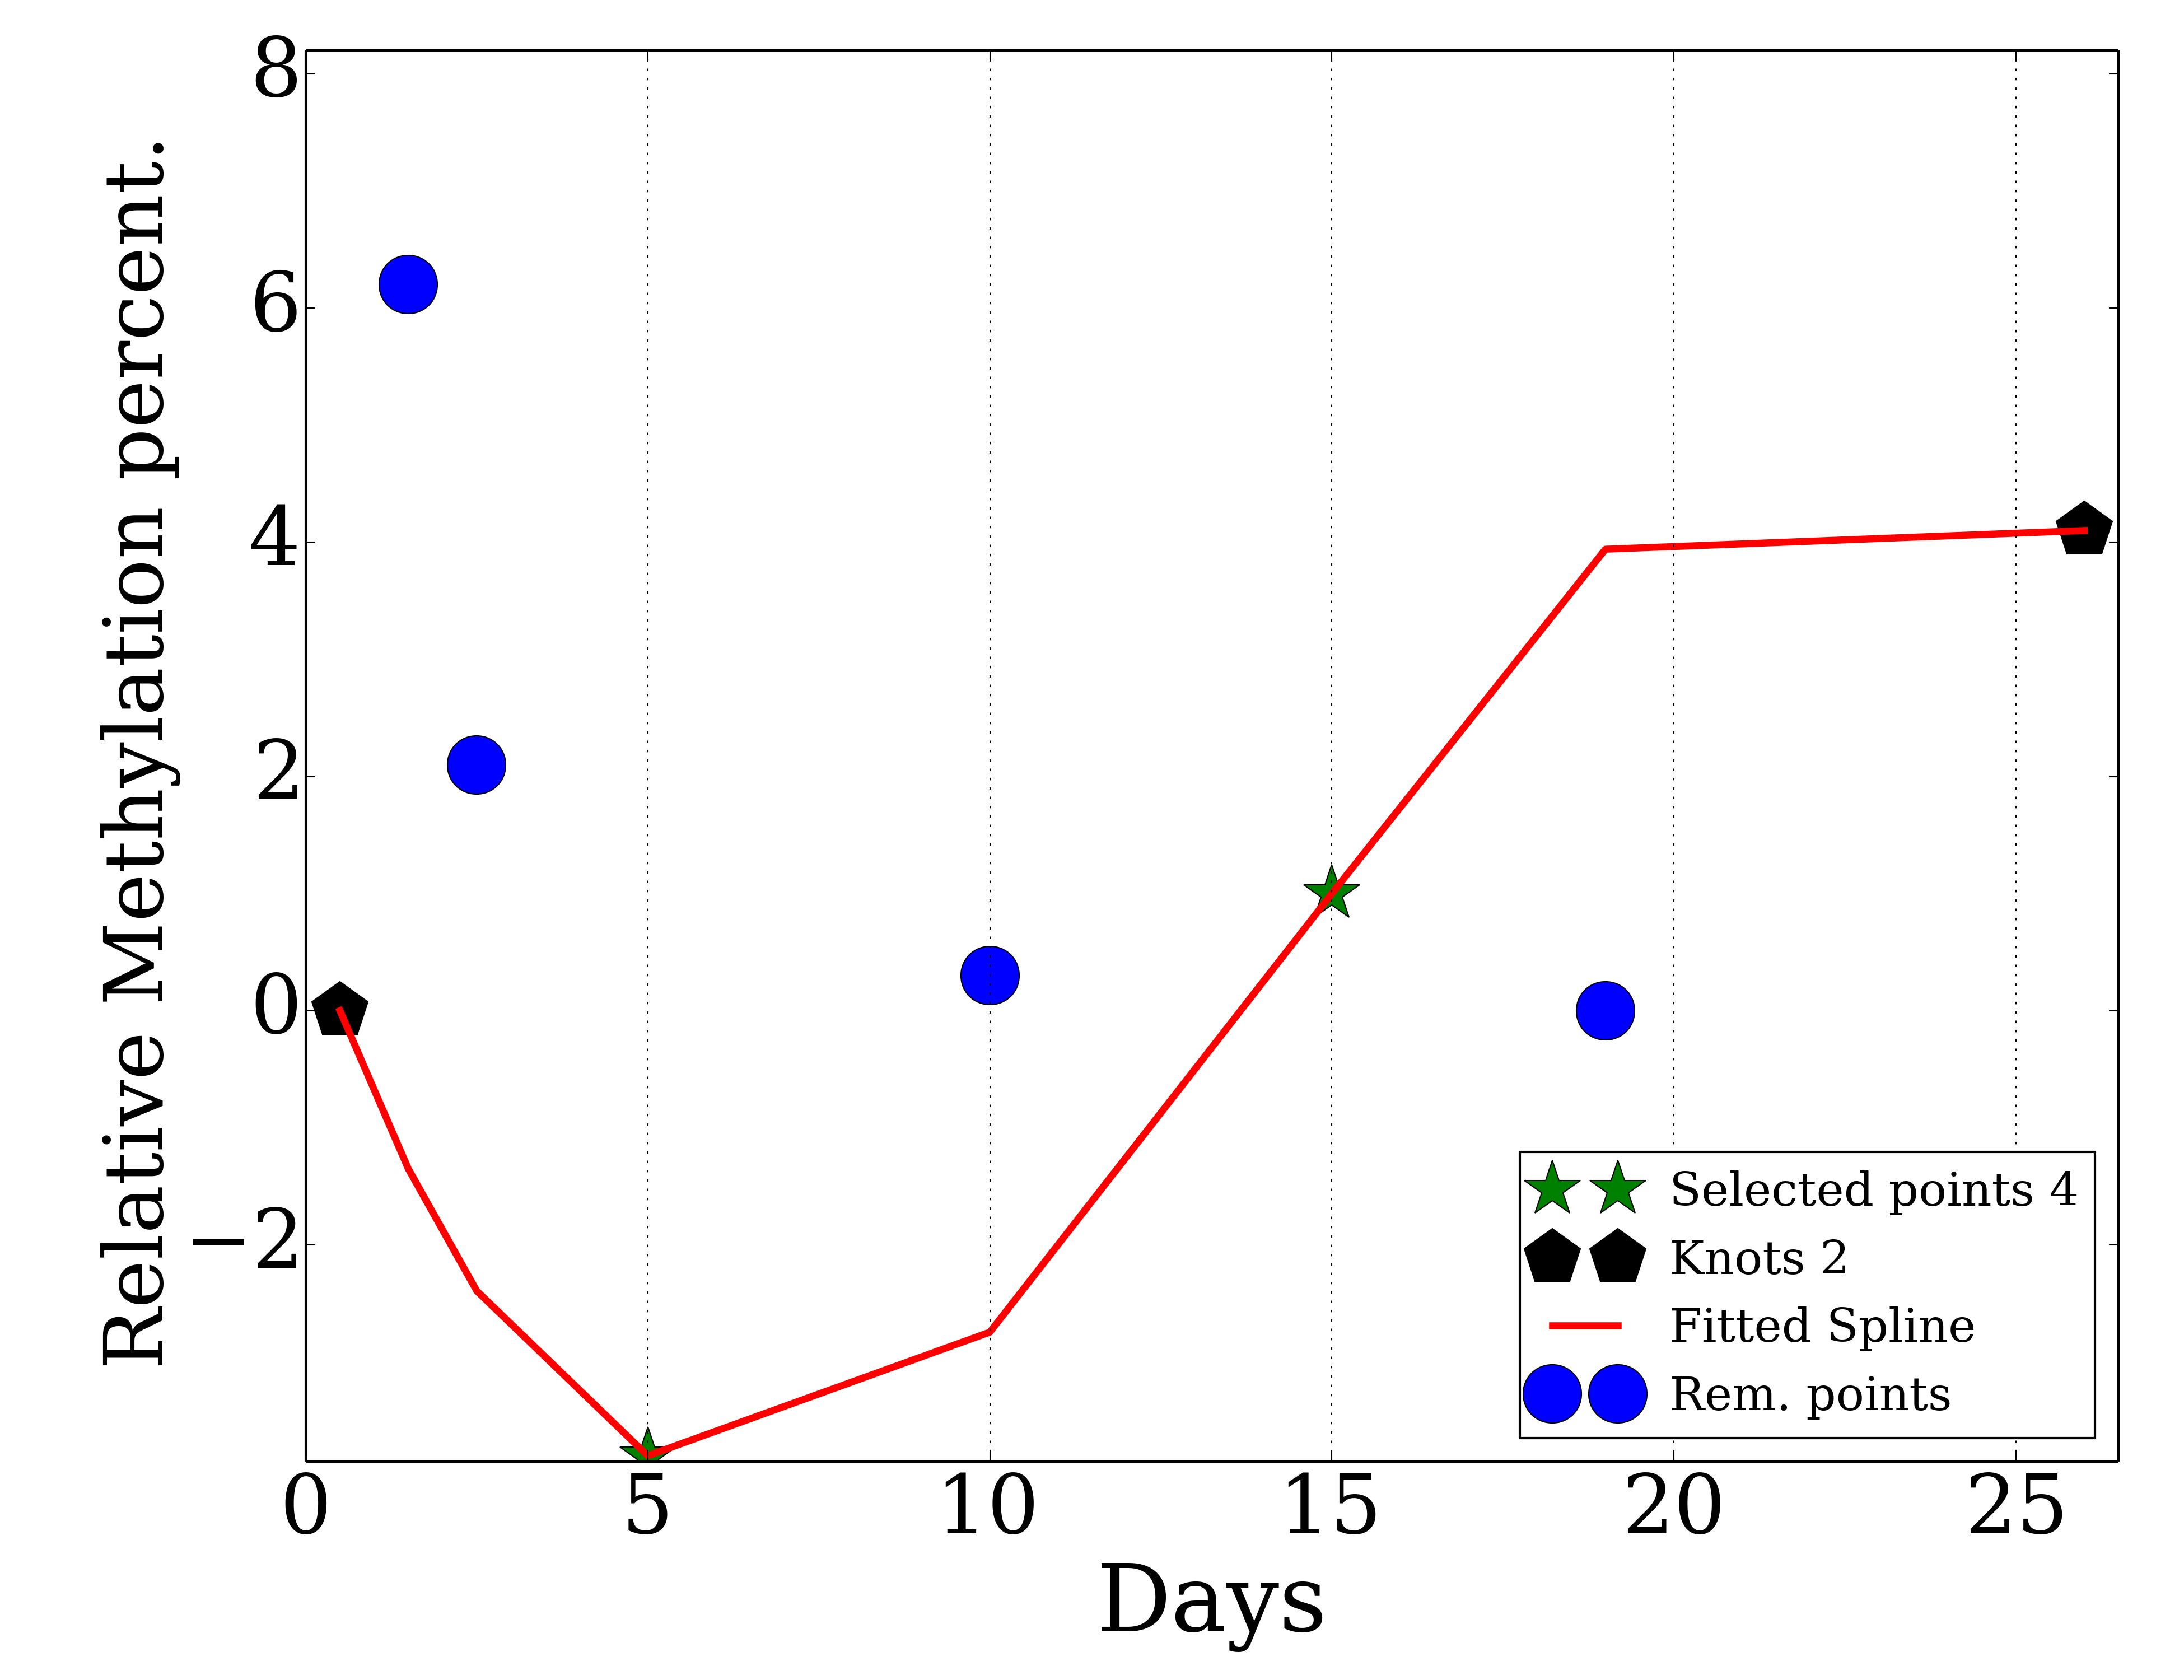 Relative Methylation percent.
8
6
4
2
0
−2
0 5 10 15 20 25
Days
Selected points 4
Knots 2
Fitted Spline
Rem. points